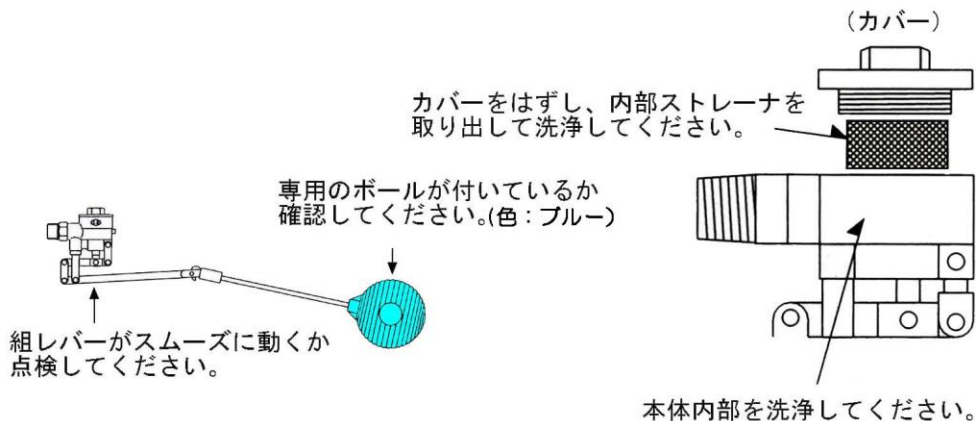 (カバー)
カバーをはずし、内部ストレーナを
取り出して洗浄してください。
専用のボールが付いているか
確認してください。(色：ブルー)
組レバーがスムーズに動くか
点検してください。
本体内部を洗浄してください。